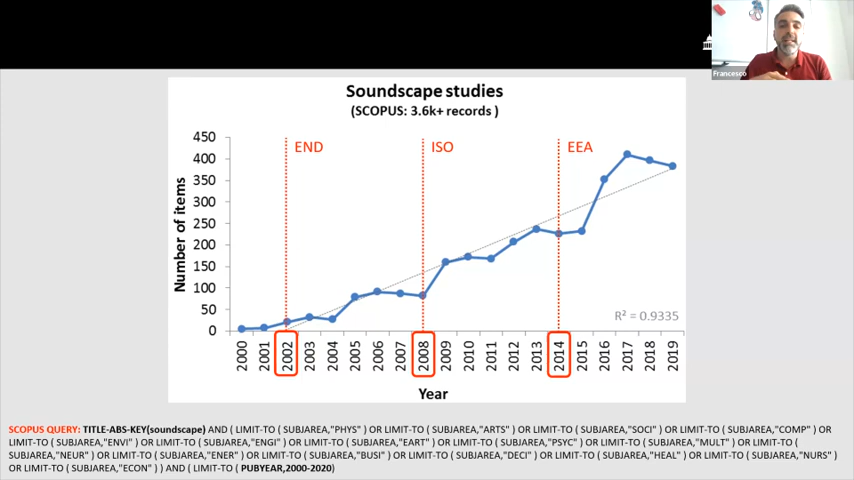 Francesco
Soundscape studies
(SCOPUS: 3.6k+ records )
Number of items
450
400
350
300
250
200
150
100
50
0
END
ISO
EEA
R² = 0.9335
2000 2001 2002 2003 2004 2005 2006 2007 2008 2009 2010 2011 2012 2013 2014 2015 2016 2017 2018 2019
Year
SCOPUS QUERY: TITLE-ABS-KEY(soundscape) AND ( LIMIT-TO ( SUBJAREA,"PHYS" ) OR LIMIT-TO ( SUBJAREA,"ARTS" ) OR LIMIT-TO ( SUBJAREA,"SOCI" ) OR LIMIT-TO ( SUBJAREA,"COMP" ) OR
LIMIT-TO ( SUBJAREA,"ENVI" ) OR LIMIT-TO ( SUBJAREA,"ENGI" ) OR LIMIT-TO ( SUBJAREA,"EART" ) OR LIMIT-TO ( SUBJAREA,"PSYC" ) OR LIMIT-TO ( SUBJAREA,"MULT" ) OR LIMIT-TO (
SUBJAREA,"NEUR" ) OR LIMIT-TO ( SUBJAREA,"ENER" ) OR LIMIT-TO ( SUBJAREA,"BUSI" ) OR LIMIT-TO ( SUBJAREA,"DECI" ) OR LIMIT-TO ( SUBJAREA,"HEAL" ) OR LIMIT-TO ( SUBJAREA,"NURS" )
OR LIMIT-TO ( SUBJAREA,"ECON" ) ) AND ( LIMIT-TO ( PUBYEAR,2000-2020)